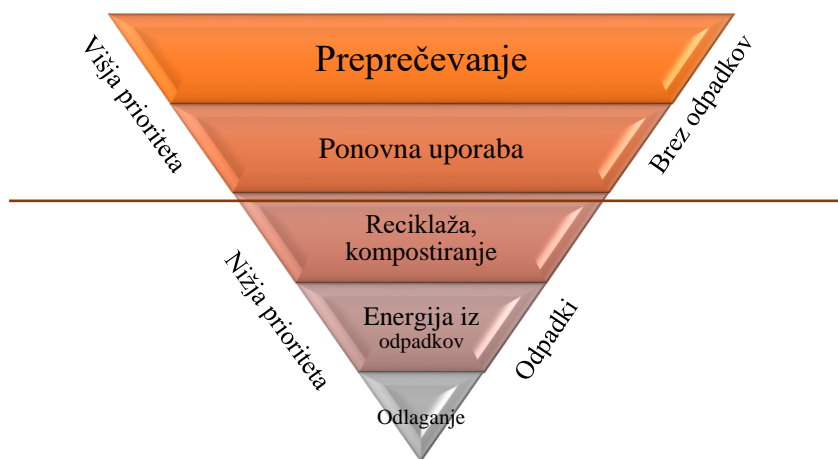 Preprečevanje
Višja prioriteta
Brez odpadkov
Ponovna uporaba
Reciklaža,
kompostiranje
Nižja prioriteta
Energija iz
odpadkov
Odpadki
Odlaganje